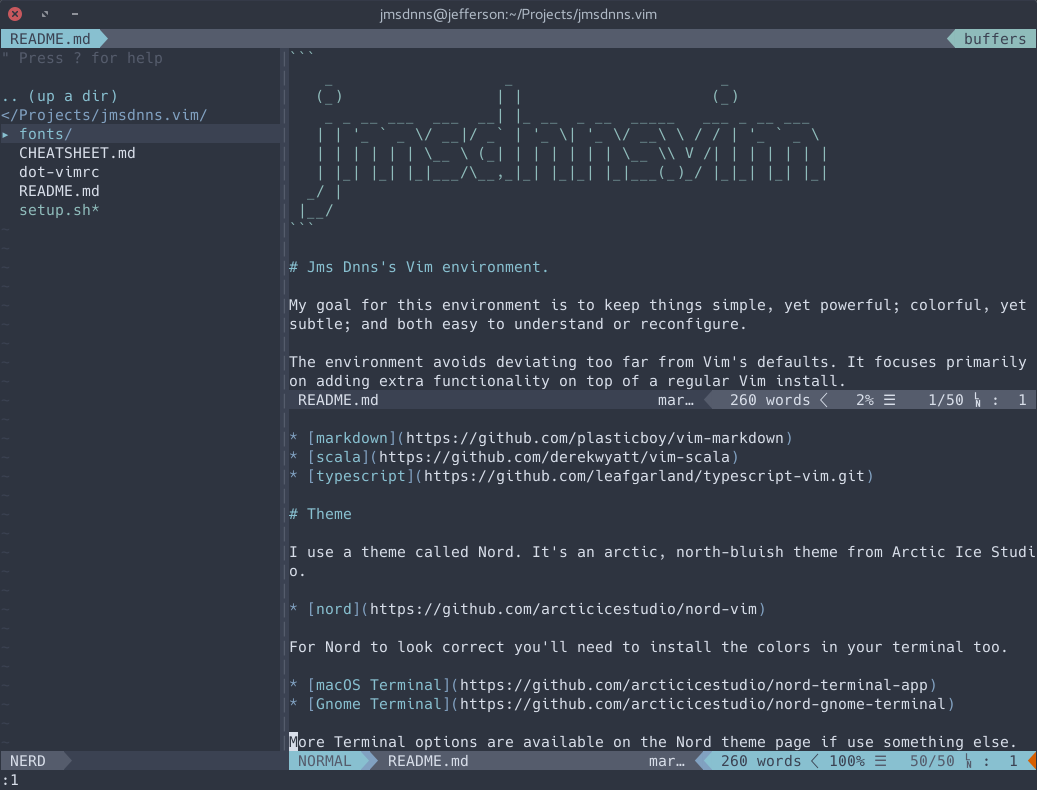 jmsdnns@jefferson:~/Projects/jmsdnns.vim
README.md
buffers
" Press ? for help
.. (up a dir)
</Projects/jmsdnns.vim/
▸ fonts/
CHEATSHEET.md
dot-vimrc
README.md
setup.sh*
```
jmsdnns.vim
```
# Jms Dnns's Vim environment.
My goal for this environment is to keep things simple, yet powerful; colorful, yet
subtle; and both easy to understand or reconfigure.
The environment avoids deviating too far from Vim's defaults. It focuses primarily
on adding extra functionality on top of a regular Vim install.
README.md mar… 260 words 2% ☰ 1/50 ㏑ : 1
* [markdown](https://github.com/plasticboy/vim-markdown)
* [scala](https://github.com/derekwyatt/vim-scala)
* [typescript](https://github.com/leafgarland/typescript-vim.git)
# Theme
I use a theme called Nord. It's an arctic, north-bluish theme from Arctic Ice Studi
o.
* [nord](https://github.com/arcticicestudio/nord-vim)
For Nord to look correct you'll need to install the colors in your terminal too.
* [macOS Terminal](https://github.com/arcticicestudio/nord-terminal-app)
* [Gnome Terminal](https://github.com/arcticicestudio/nord-gnome-terminal)
More Terminal options are available on the Nord theme page if use something else.
NERD
NORMAL README.md mar… 260 words 100% ☰ 50/50 ㏑ : 1
:1